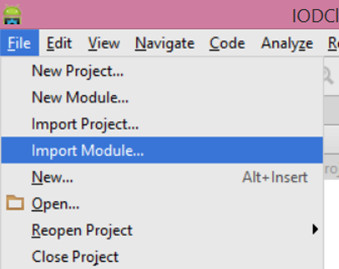 IODCl
File Edit View Navigate Code Analyze
New Project...
New Module...
Import Project...
Import Module...
New... Alt+Insert
Open...
Reopen Project
Close Project